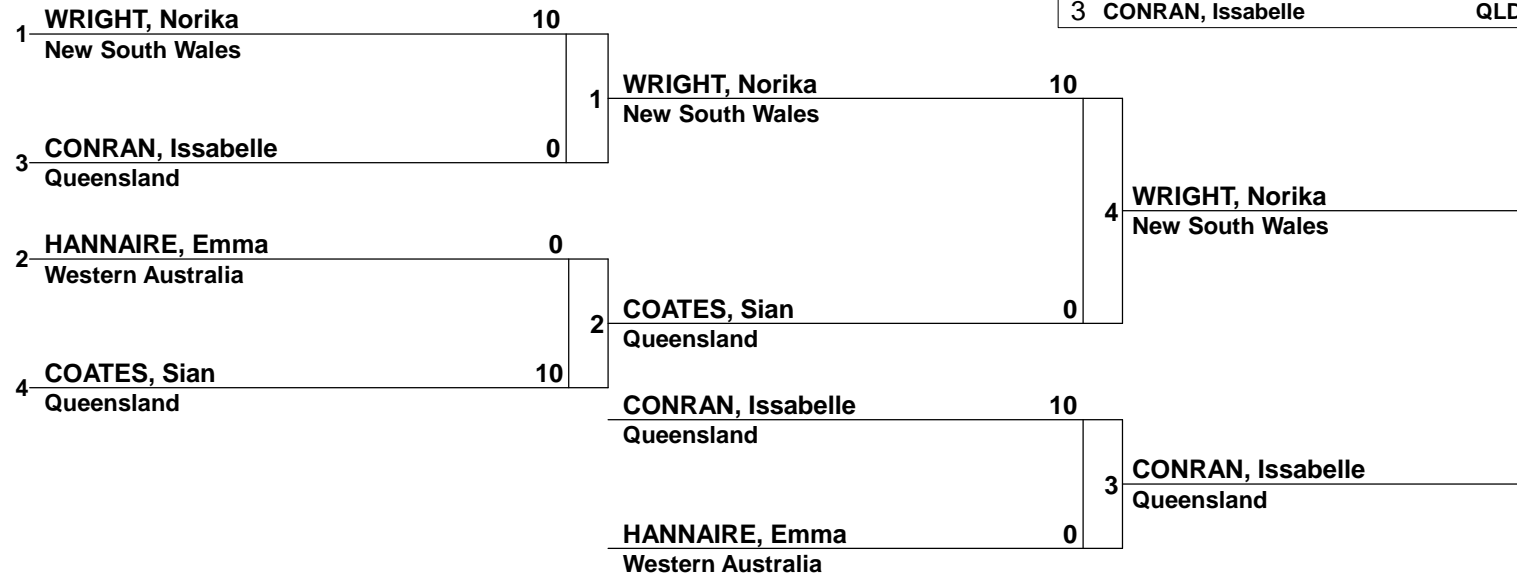 3 CONRAN, Issabelle QLD
WRIGHT, Norika 10
1
New South Wales
WRIGHT, Norika 10
1
New South Wales
CONRAN, Issabelle 0
3
Queensland
WRIGHT, Norika
4
New South Wales
HANNAIRE, Emma 0
2
Western Australia
COATES, Sian 0
2
Queensland
COATES, Sian 10
4
Queensland
CONRAN, Issabelle 10
Queensland
CONRAN, Issabelle
3
Queensland
HANNAIRE, Emma 0
Western Australia